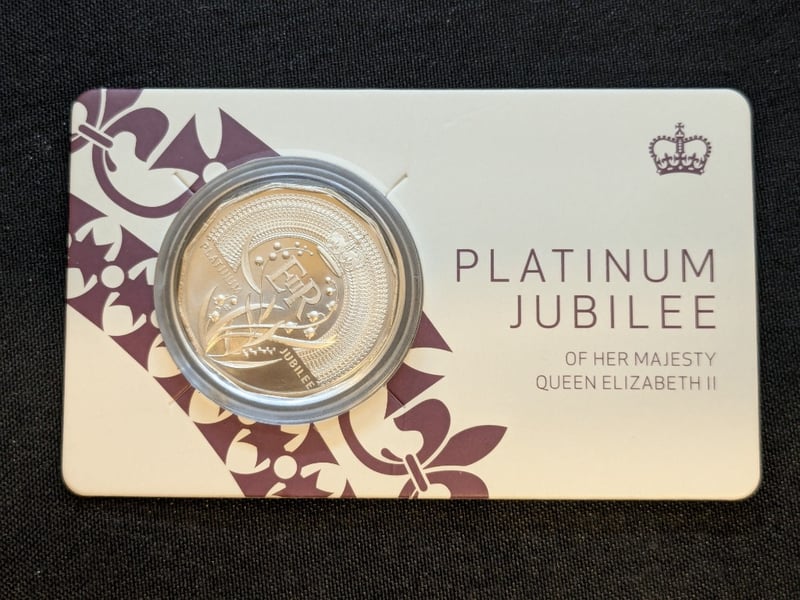 PLATINUM
EIIR
JUBILEE
PLATINUM
JUBILEE
OF HER MAJESTY
QUEEN ELIZABETH II